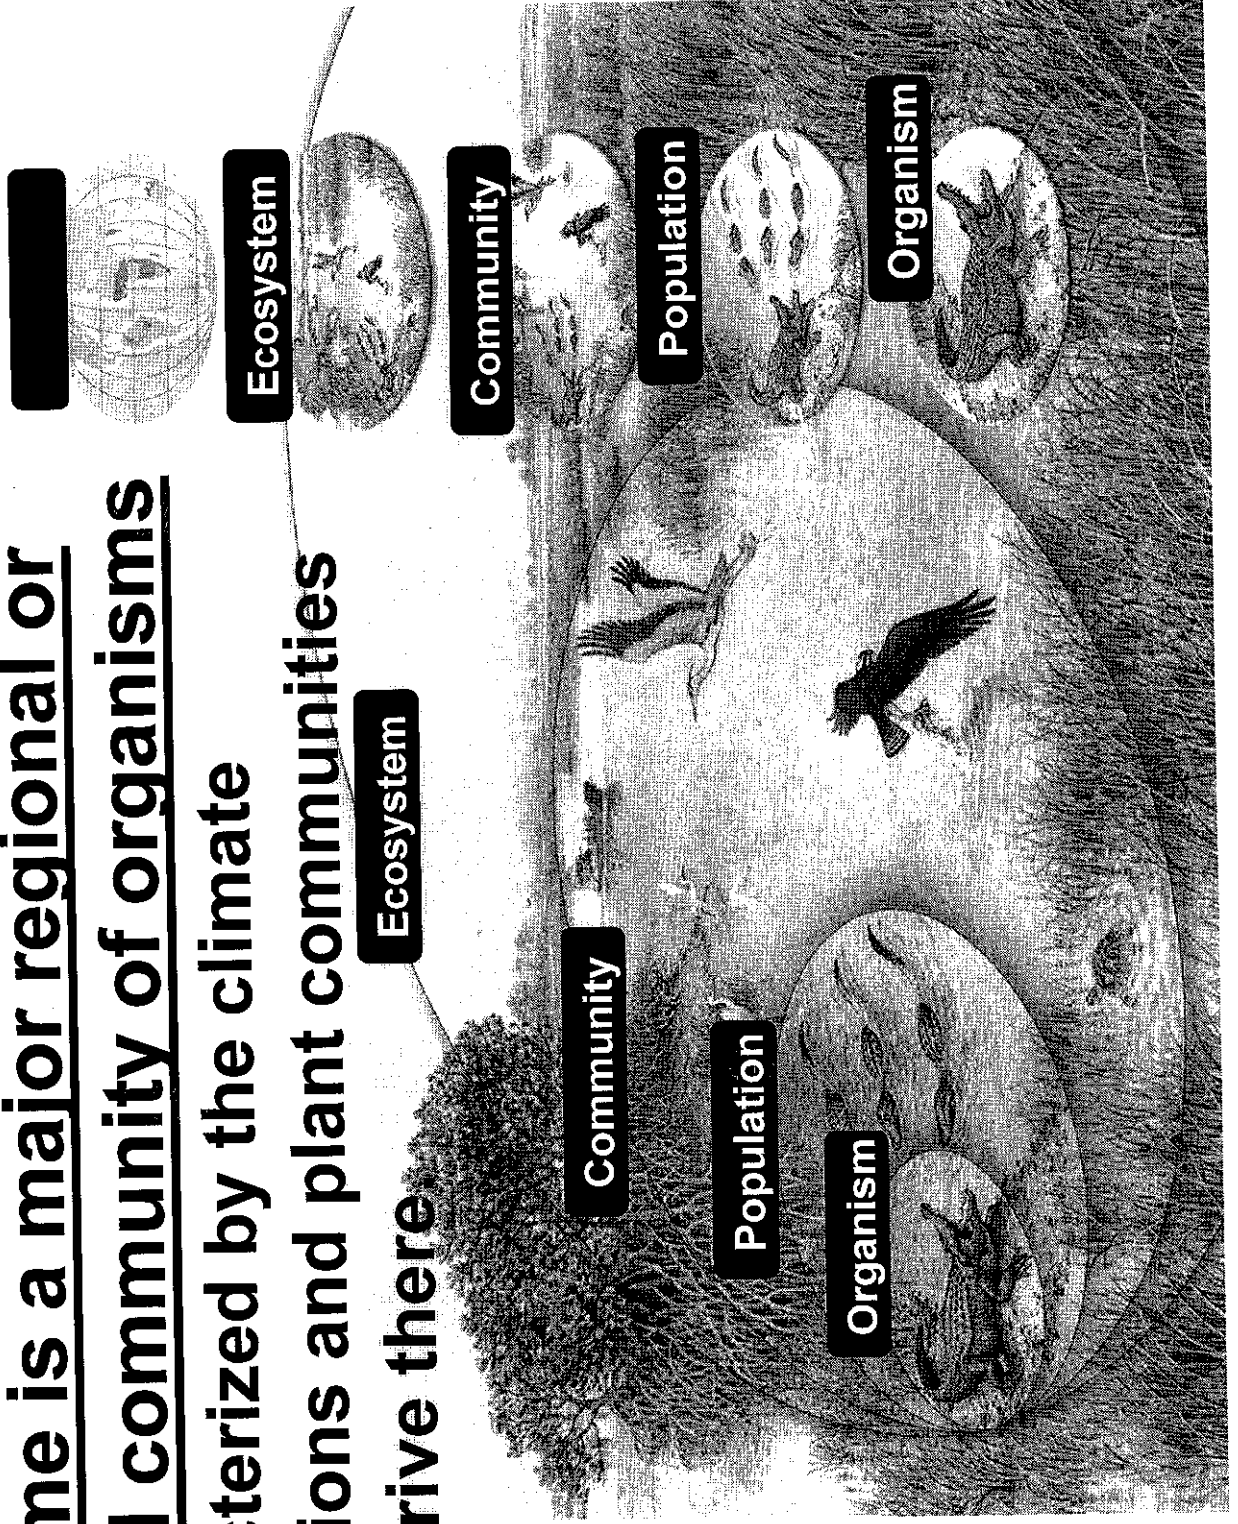 me is a major regional or
l community of organisms
cterized by the climate
ions and plant communities
rive there
Ecosystem
Community
Population
Organism
Ecosystem
Community
Population
Organism